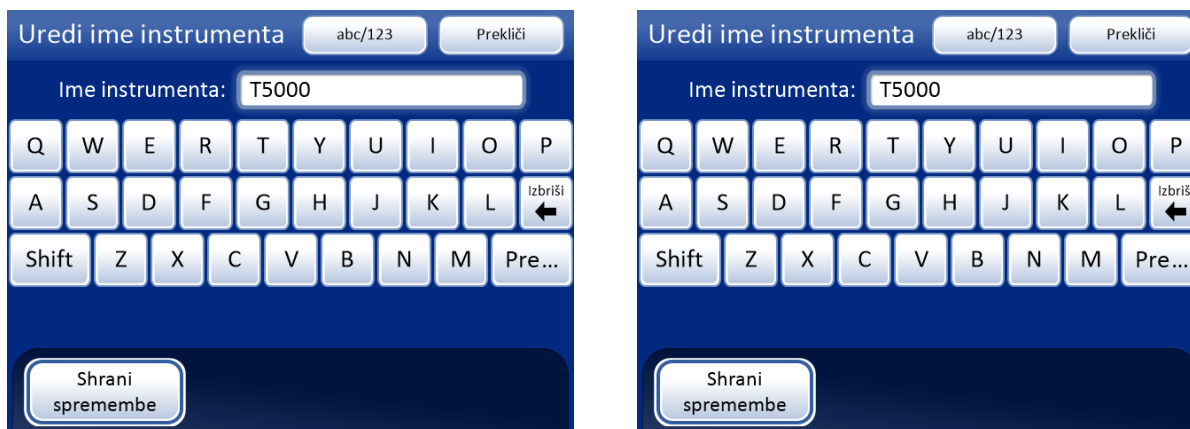 Uredi ime instrumenta abc/123 Prekliči
Ime instrumenta: T5000
Q W E R T Y U I O P
A S D F G H J K L Izbriši
Shift Z X C V B N M Pre...
Shrani
spremembe
Uredi ime instrumenta abc/123 Prekliči
Ime instrumenta: T5000
Q W E R T Y U I O P
A S D F G H J K L Izbriš
Shift Z X C V B N M Pre...
Shrani
spremembe